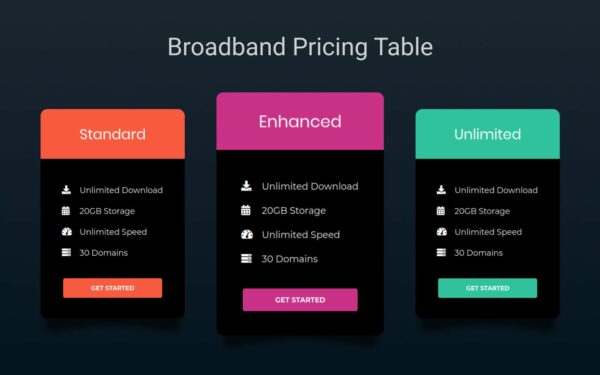 Broadband Pricing Table
Standard
Unlimited Download
20GB Storage
Unlimited Speed
30 Domains
GET STARTED
Enhanced
Unlimited Download
20GB Storage
Unlimited Speed
30 Domains
GET STARTED
Unlimited
Unlimited Download
20GB Storage
Unlimited Speed
30 Domains
GET STARTED